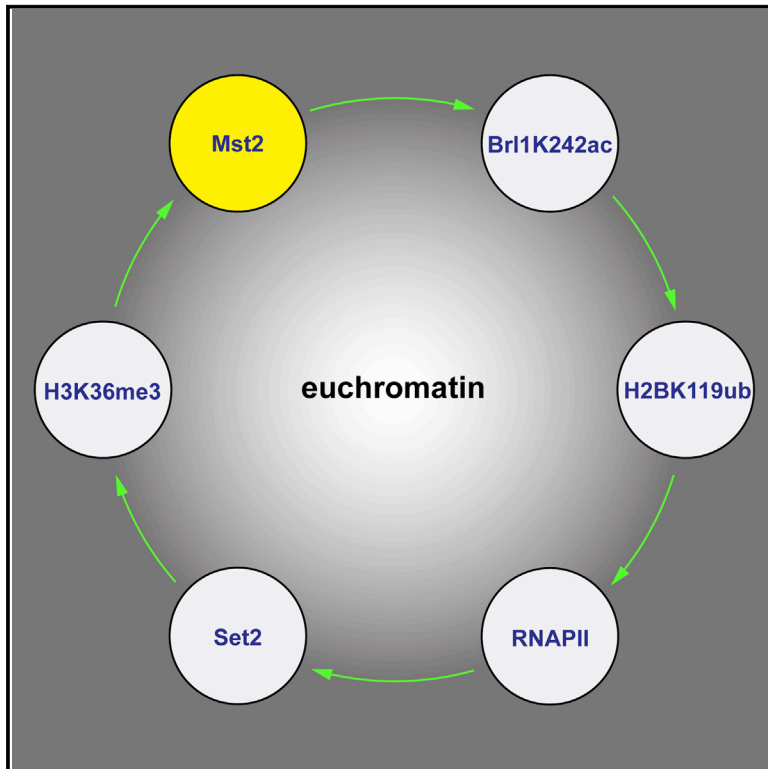 Mst2
Brl1K242ac
H3K36me3
euchromatin
H2BK119ub
Set2
RNAPII